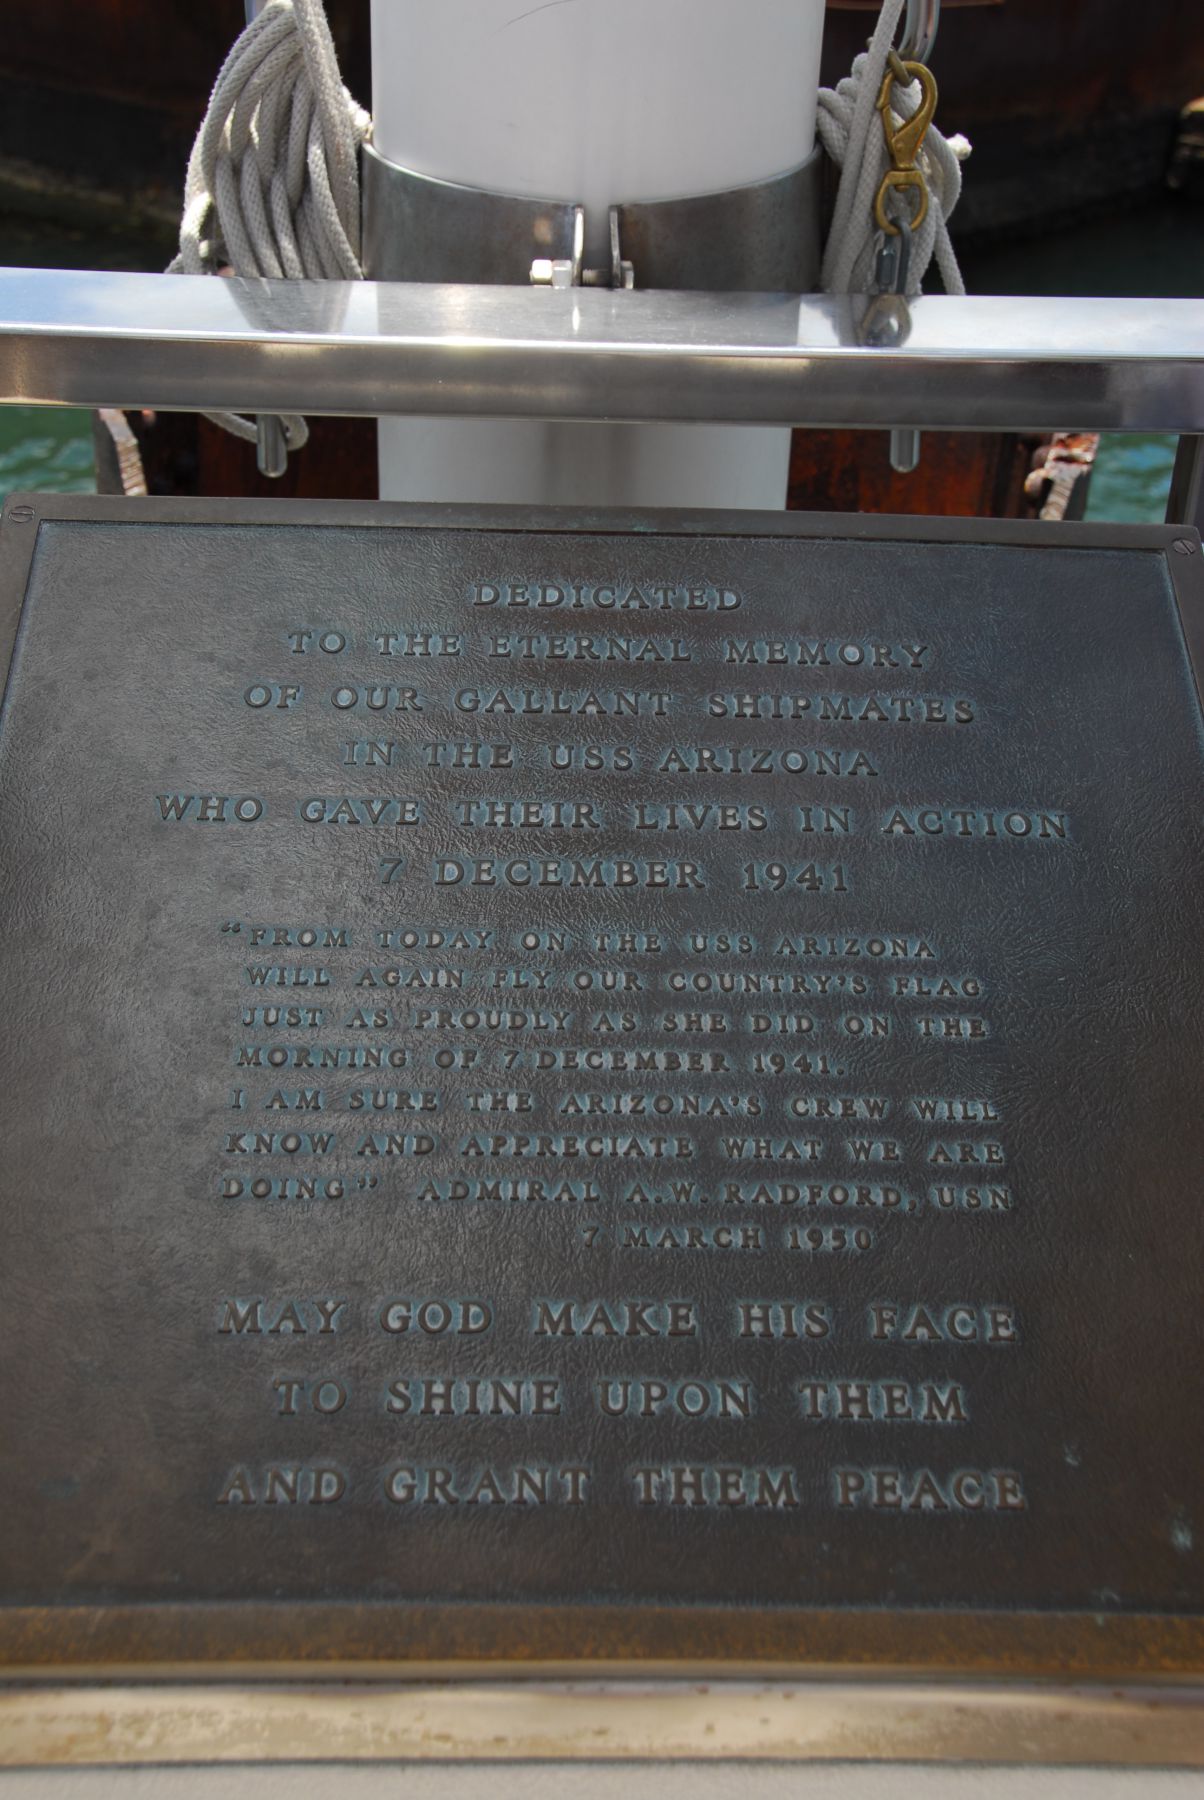 DEDICATED
TO THE ETERNAL MEMORY
OF OUR GALLANT SHIPMATES
IN THE USS ARIZONA
WHO GAVE THEIR LIVES IN ACTION
7 DECEMBER 1941
"FROM TODAY ON THE USS ARIZONA
WILL AGAIN FLY OUR COUNTRY'S FLAG
JUST AS PROUDLY AS SHE DID ON THE
MORNING OF 7 DECEMBER 1941.
I AM SURE THE ARIZONA'S CREW WILL
KNOW AND APPRECIATE WHAT WE ARE
DOING" ADMIRAL A.W. RADFORD, USN
7 MARCH 1950
MAY GOD MAKE HIS FACE
TO SHINE UPON THEM
AND GRANT THEM PEACE